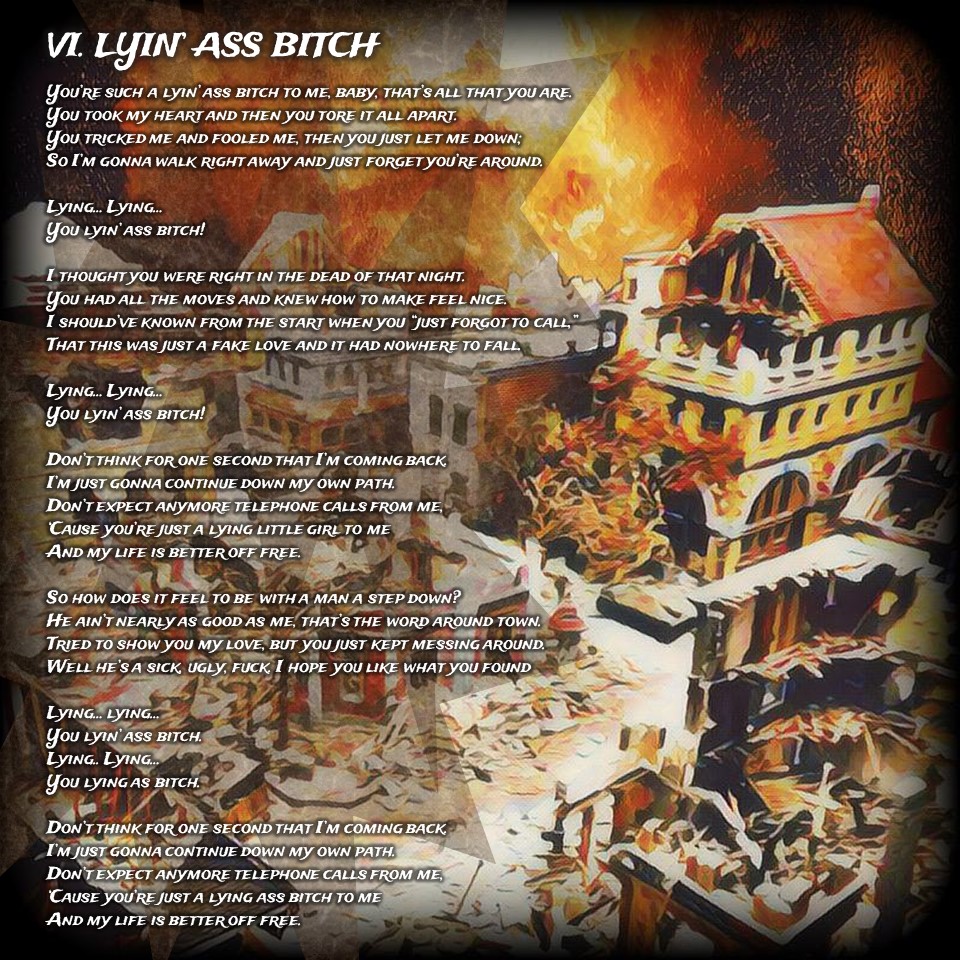 VI. LYIN' ASS BITCH
YOU'RE SUCH A LYIN' ASS BITCH TO ME, BABY, THAT'S ALL THAT YOU ARE.
YOU TOOK MY HEART AND THEN YOU TORE IT ALL APART.
YOU TRICKED ME AND FOOLED ME, THEN YOU JUST LET ME DOWN;
SO I'M GONNA WALK RIGHT AWAY AND JUST FORGET YOU'RE AROUND.
LYING... LYING...
YOU LYIN' ASS BITCH!
I THOUGHT YOU WERE RIGHT IN THE DEAD OF THAT NIGHT.
YOU HAD ALL THE MOVES AND KNEW HOW TO MAKE FEEL NICE.
I SHOULD'VE KNOWN FROM THE START WHEN YOU "JUST FORGOT TO CALL,"
THAT THIS WAS JUST A FAKE LOVE AND IT HAD NOWHERE TO FALL.
LYING... LYING...
YOU LYIN' ASS BITCH!
DON'T THINK FOR ONE SECOND THAT I'M COMING BACK,
I'M JUST GONNA CONTINUE DOWN MY OWN PATH.
DON'T EXPECT ANYMORE TELEPHONE CALLS FROM ME,
'CAUSE YOU'RE JUST A LYING LITTLE GIRL TO ME
AND MY LIFE IS BETTER OFF FREE.
SO HOW DOES IT FEEL TO BE WITH A MAN A STEP DOWN?
HE AIN'T NEARLY AS GOOD AS ME, THAT'S THE WORD AROUND TOWN.
TRIED TO SHOW YOU MY LOVE, BUT YOU JUST KEPT MESSING AROUND.
WELL HE'S A SICK, UGLY, FUCK, I HOPE YOU LIKE WHAT YOU FOUND
LYING... LYING...
YOU LYIN' ASS BITCH.
LYING.. LYING...
YOU LYING AS BITCH.
DON'T THINK FOR ONE SECOND THAT I'M COMING BACK,
I'M JUST GONNA CONTINUE DOWN MY OWN PATH.
DON'T EXPECT ANYMORE TELEPHONE CALLS FROM ME,
'CAUSE YOU'RE JUST A LYING ASS BITCH TO ME
AND MY LIFE IS BETTER OFF FREE.